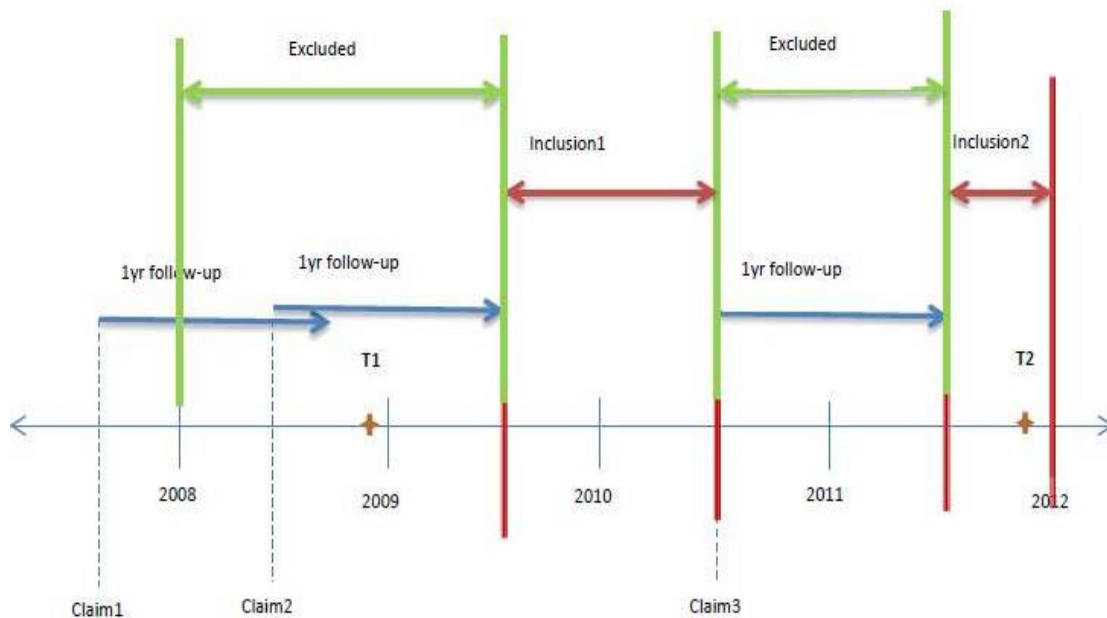 Excluded
Excluded
Inclusion1
Inclusion2
1yr follow-up
1yr follow-up
1yr follow-up
T1
T2
2008
2009
2010
2011
2012
Claim1
Claim2
Claim3